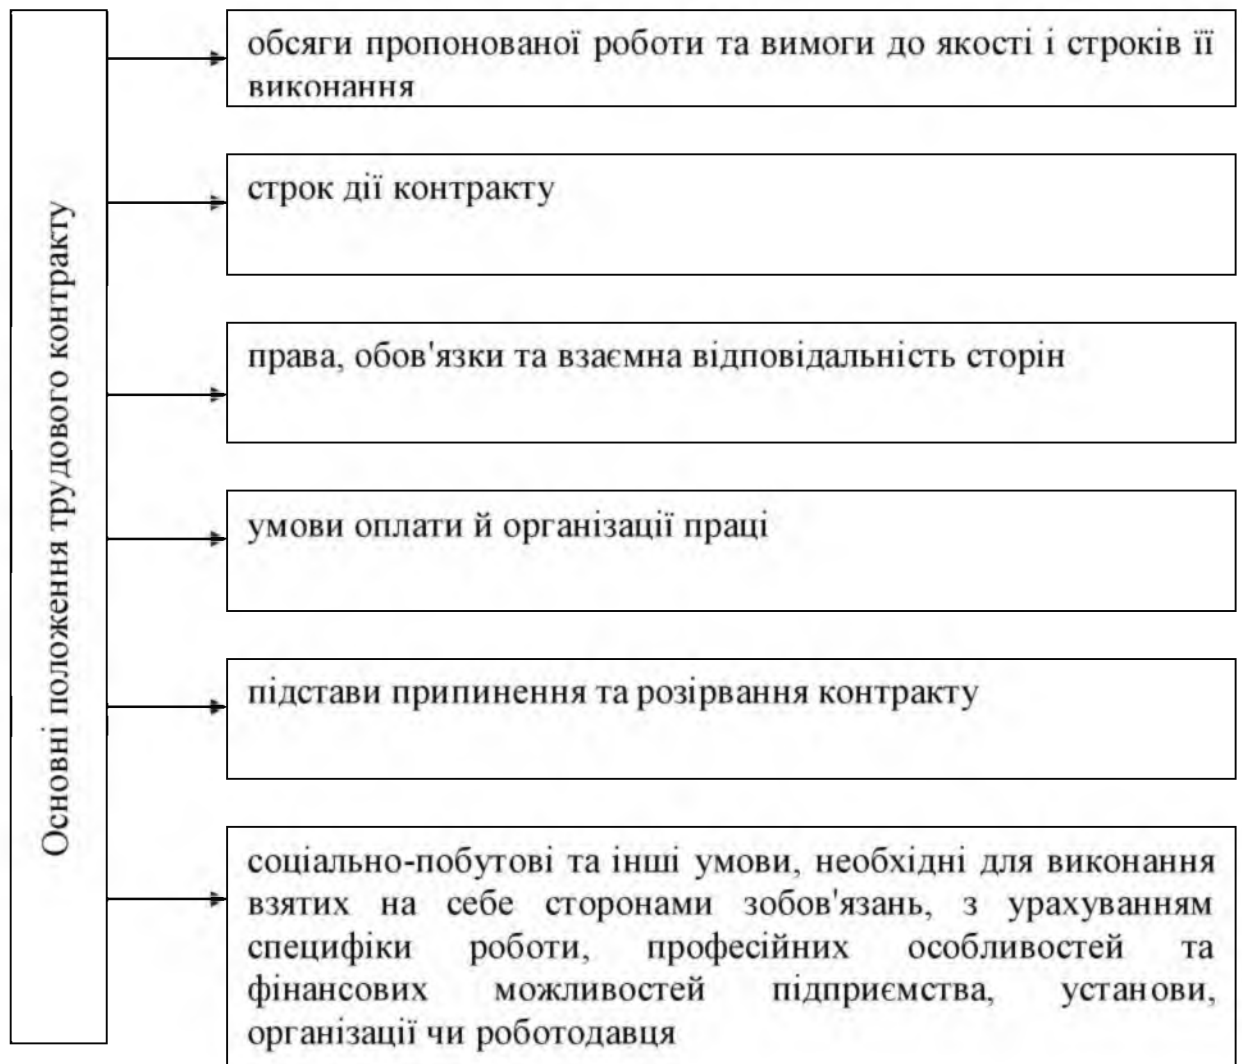 Основні положення трудового контракту
обсяги пропонованої роботи та вимоги до якості і строків її
виконання
строк дії контракту
права, обов'язки та взаємна відповідальність сторін
умови оплати й організації праці
підстави припинення та розірвання контракту
соціально-побутові та інші умови, необхідні для виконання
взятих на себе сторонами зобов'язань, з урахуванням
специфіки роботи, професійних особливостей та
фінансових можливостей підприємства, установи,
організації чи роботодавця